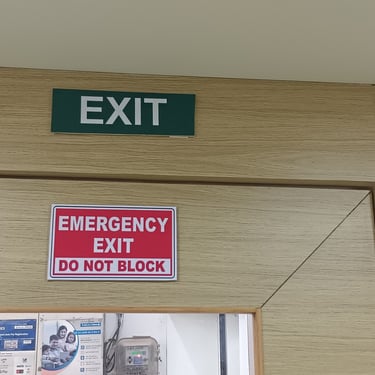 EXIT
EMERGENCY
EXIT
DO NOT BLOCK